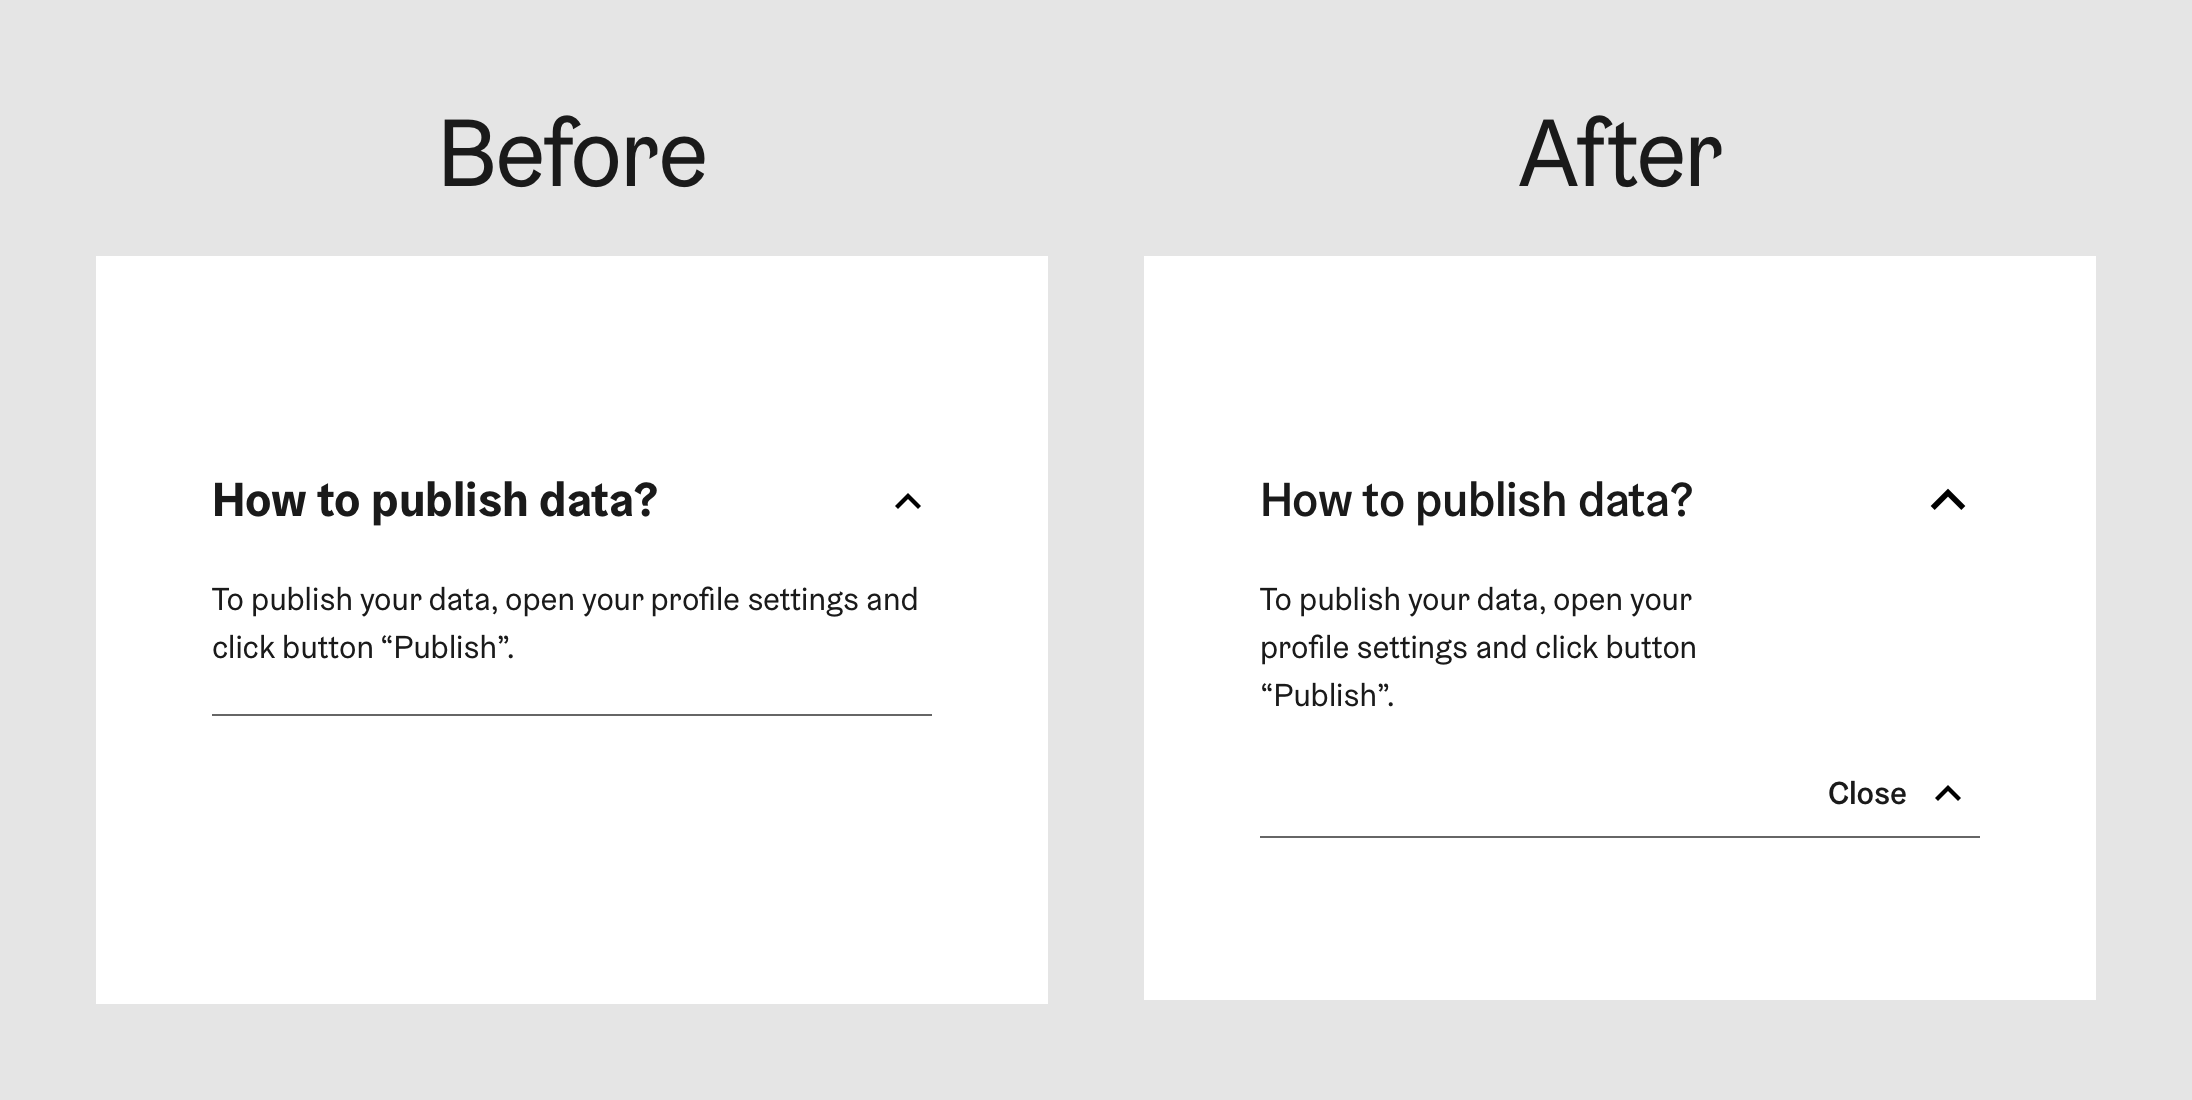 Before
After
How to publish data?
To publish your data, open your profile settings and
click button “Publish”.
How to publish data?
To publish your data, open your
profile settings and click button
“Publish”.
Close